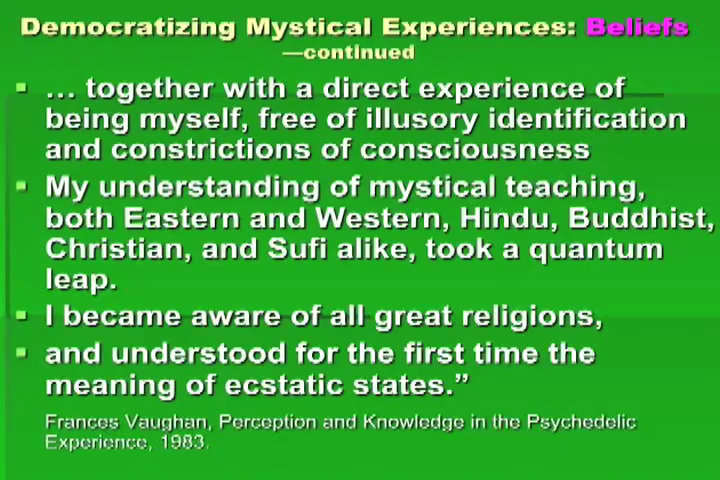 Democratizing Mystical Experiences: Beliefs
—continued
… together with a direct experience of
being myself, free of illusory identification
and constrictions of consciousness
My understanding of mystical teaching,
both Eastern and Western, Hindu, Buddhist,
Christian, and Sufi alike, took a quantum
leap.
I became aware of all great religions,
and understood for the first time the
meaning of ecstatic states.”
Frances Vaughan, Perception and Knowledge in the Psychedelic
Experience, 1983.